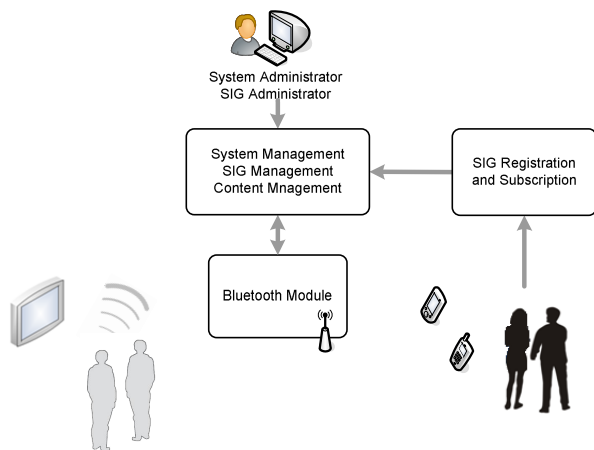 System Administrator
SIG Administrator
System Management
SIG Management
Content Mnagement
SIG Registration
and Subscription
Bluetooth Module